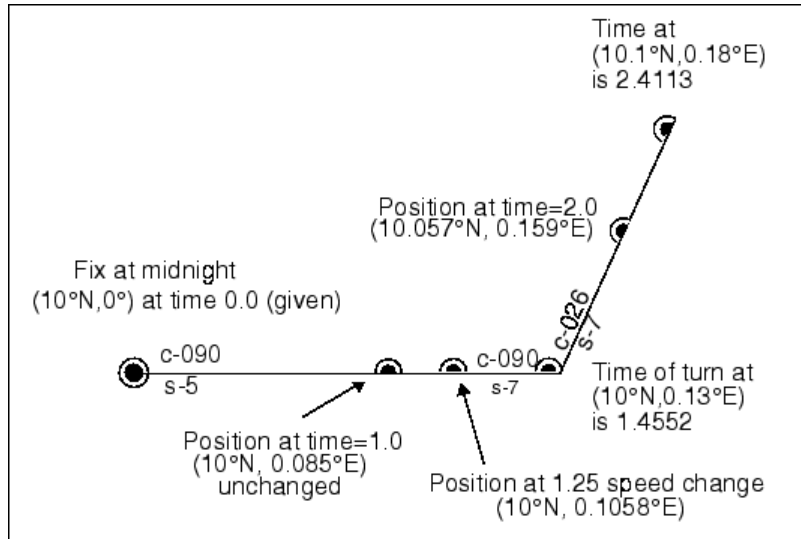 Time at
(10.1°N,0.18°E)
is 2.4113
Position at time=2.0
(10.057°N, 0.159°E)
Fix at midnight
(10°N,0°) at time 0.0 (given)
c-090
s-5
c-090
s-7
c-026
s-7
Time of turn at
(10°N,0.13°E)
is 1.4552
Position at time=1.0
(10°N, 0.085°E)
unchanged
Position at 1.25 speed change
(10°N, 0.1058°E)